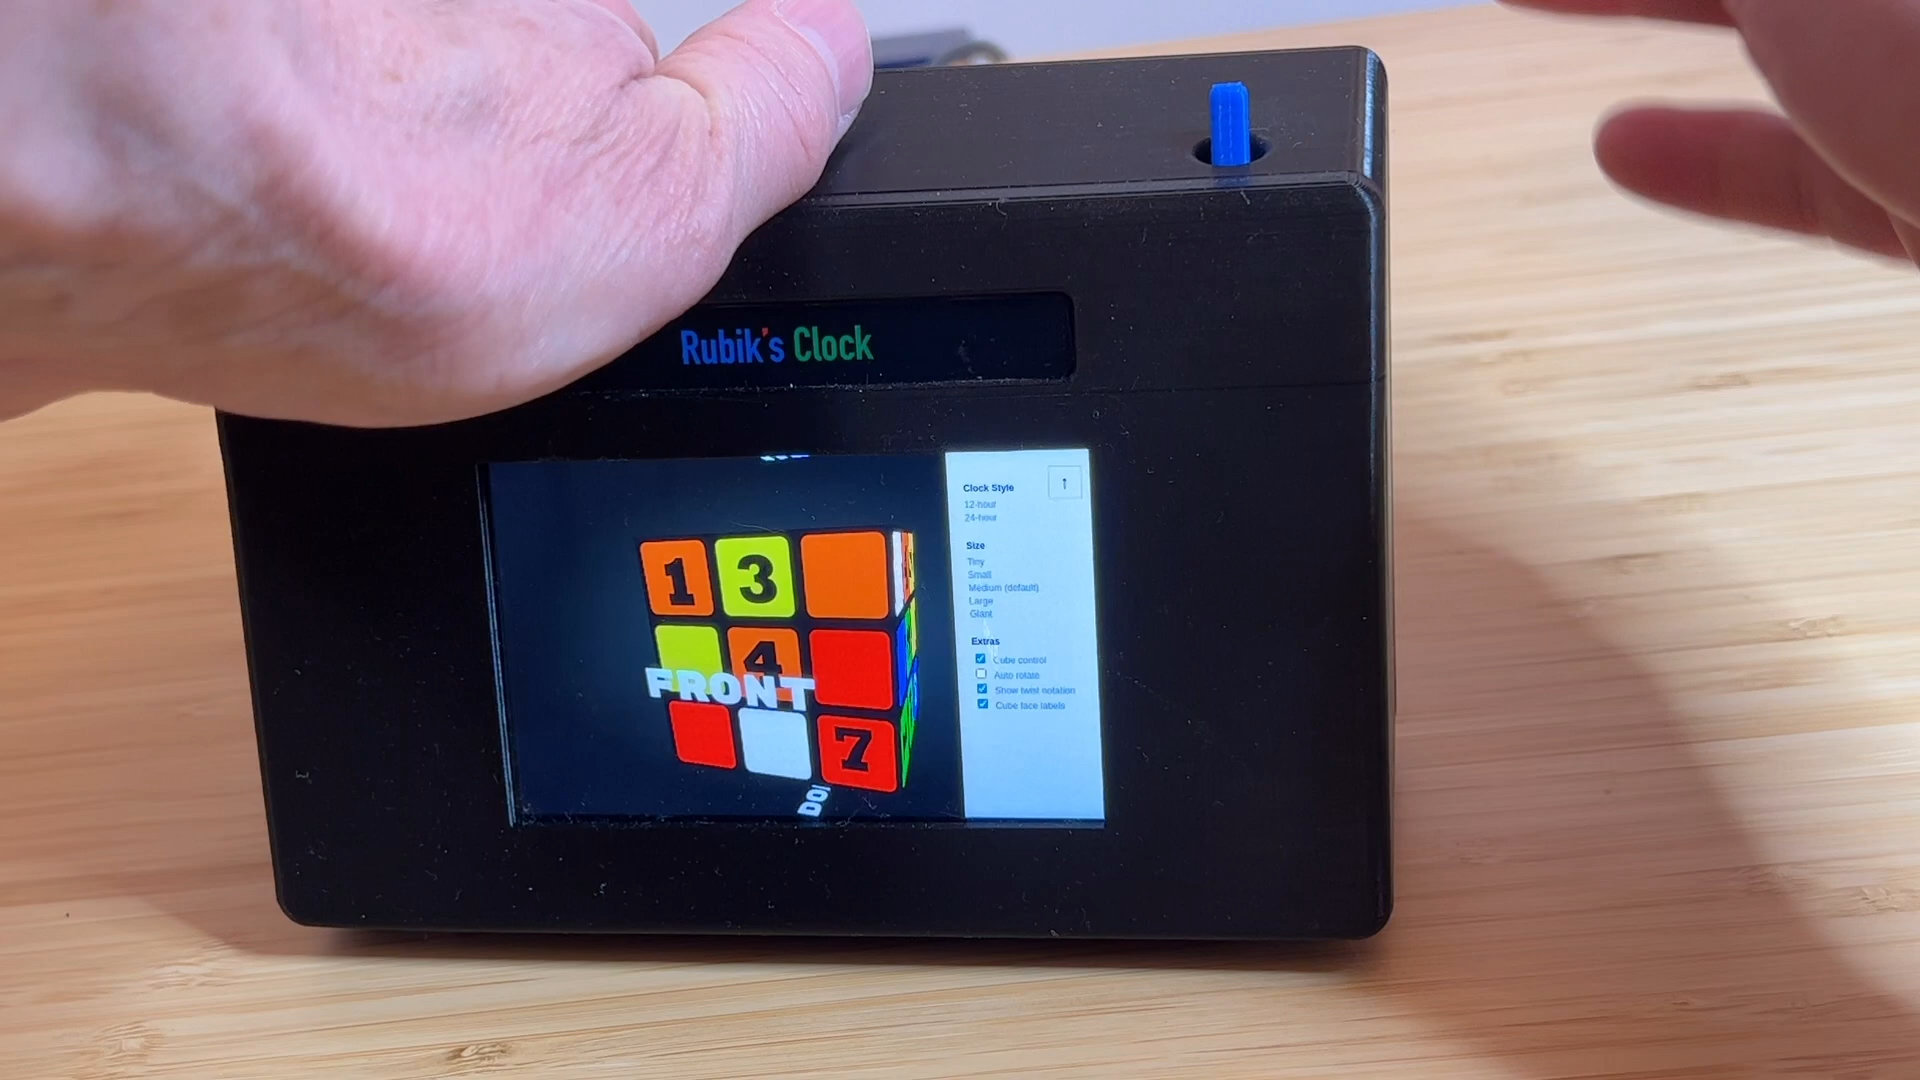 Rubik's Clock
1 3
4
FRONT
7
Clock Style
↑
12-hour
24-hour
Size
Tiny
Small
Medium (default)
Large
Giant
Extras
Cube control
Auto rotate
Show twist notation
Cube face labels